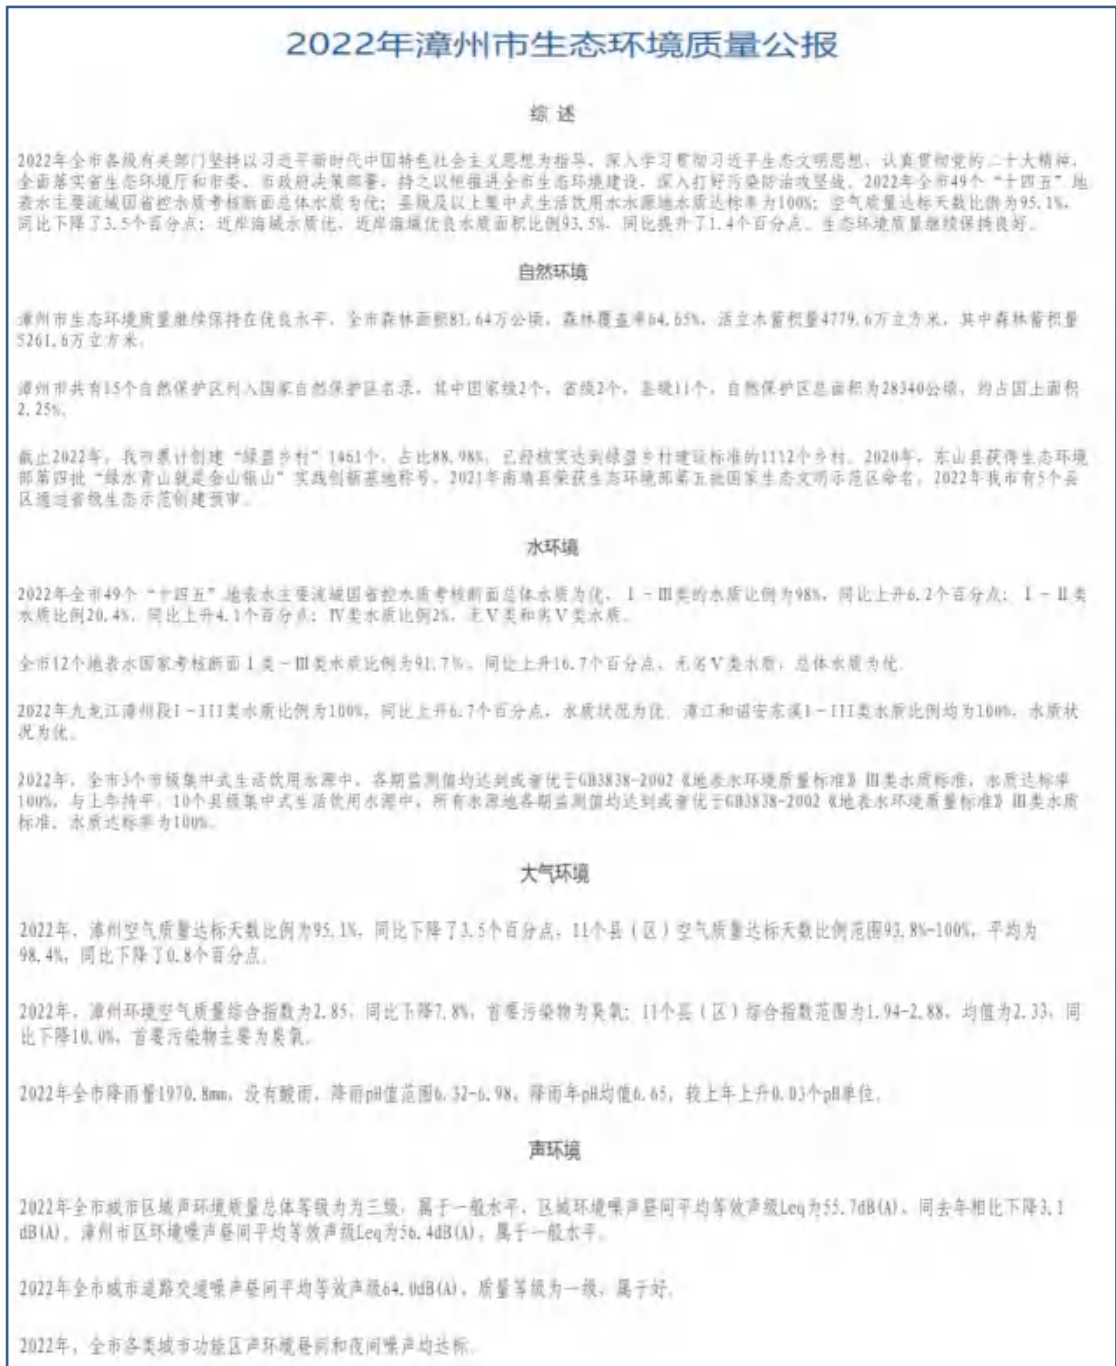 2022年漳州市生态环境质量公报
综 述
2022年全市各级有关部门坚持以习近平新时代中国特色社会主义思想为指导，深入学习贯彻习近平生态文明思想，认真贯彻党的二十大精神，
全面落实省生态环境厅和市委、市政府决策部署，持之以恒推进全市生态环境建设，深入打好污染防治攻坚战。2022年全市49个“十四五”地
表水主要流域国省控水质考核断面总体水质为优；县级及以上集中式生活饮用水水源地水质达标率为100%；空气质量达标天数比例为95.1%，
同比下降了3.5个百分点；近岸海域水质优，近岸海域优良水质面积比例93.5%，同比提升了1.4个百分点。生态环境质量继续保持良好。
自然环境
漳州市生态环境质量继续保持在优良水平，全市森林面积81.64万公顷，森林覆盖率64.65%，活立木蓄积量4779.6万立方米，其中森林蓄积量
5261.6万立方米。
漳州市共有15个自然保护区列入国家自然保护区名录，其中国家级2个，省级2个，县级11个，自然保护区总面积为28340公顷，约占国土面积
2.25%。
截止2022年，我市累计创建“绿盈乡村”1461个，占比88.98%，已经核实达到绿盈乡村建设标准的1112个乡村。2020年，东山县获得生态环境
部第四批“绿水青山就是金山银山”实践创新基地称号，2021年南靖县荣获生态环境部第五批国家生态文明示范区命名，2022年我市有5个县
区通过省级生态示范创建预审。
水环境
2022年全市49个“十四五”地表水主要流域国省控水质考核断面总体水质为优，Ⅰ－Ⅲ类的水质比例为98%，同比上升6.2个百分点；Ⅰ－Ⅱ类
水质比例20.4%，同比上升4.1个百分点；Ⅳ类水质比例2%，无Ⅴ类和劣Ⅴ类水质。
全市12个地表水国家考核断面Ⅰ类－Ⅲ类水质比例为91.7%，同比上升16.7个百分点，无劣Ⅴ类水质，总体水质为优。
2022年九龙江漳州段I－III类水质比例为100%，同比上升6.7个百分点，水质状况为优。漳江和诏安东溪I－III类水质比例均为100%，水质状
况为优。
2022年，全市3个市级集中式生活饮用水源中，各期监测值均达到或者优于GB3838-2002《地表水环境质量标准》Ⅲ类水质标准，水质达标率
100%，与上年持平。10个县级集中式生活饮用水源中，所有水源地各期监测值均达到或者优于GB3838-2002《地表水环境质量标准》Ⅲ类水质
标准，水质达标率为100%。
大气环境
2022年，漳州空气质量达标天数比例为95.1%，同比下降了3.5个百分点，11个县（区）空气质量达标天数比例范围93.8%-100%，平均为
98.4%，同比下降了0.8个百分点。
2022年，漳州环境空气质量综合指数为2.85，同比下降7.8%，首要污染物为臭氧；11个县（区）综合指数范围为1.94-2.88，均值为2.33，同
比下降10.0%，首要污染物主要为臭氧。
2022年全市降雨量1970.8mm，没有酸雨，降雨pH值范围6.32-6.98，降雨年pH均值6.65，较上年上升0.03个pH单位。
声环境
2022年全市城市区域声环境质量总体等级为为三级，属于一般水平，区域环境噪声昼间平均等效声级Leq为55.7dB(A)，同去年相比下降3.1
dB(A)。漳州市区环境噪声昼间平均等效声级Leq为56.4dB(A)，属于一般水平。
2022年全市城市道路交通噪声昼间平均等效声级64.0dB(A)，质量等级为一级，属于好。
2022年，全市各类城市功能区声环境昼间和夜间噪声均达标。